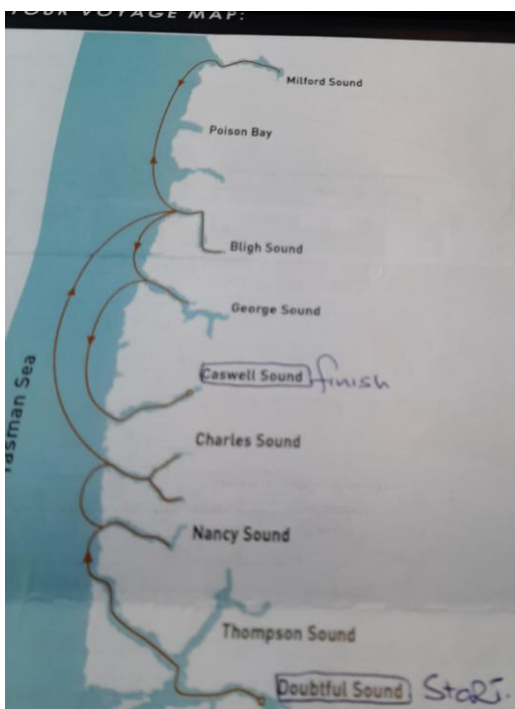 YOUR VOYAGE MAP:
Milford Sound
Poison Bay
Bligh Sound
George Sound
Caswell Sound finish
Tasman Sea
Charles Sound
Nancy Sound
Thompson Sound
Doubtful Sound StaRT.